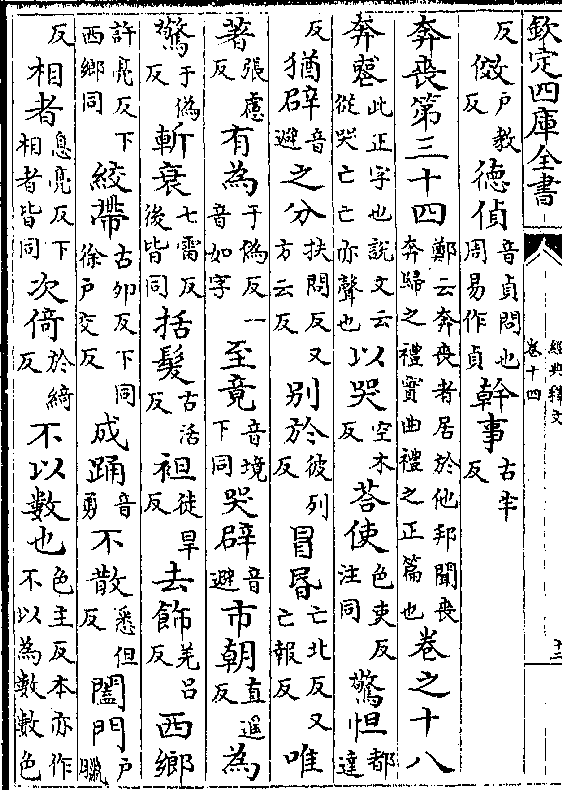 欽定四庫全書
經典釋文
卷十四
十三
反傚戶教反德偵音貞問也周易作貞幹事古半反
奔喪第三十四鄭云奔喪者居於他邦聞喪奔歸之禮實曲禮之正篇也卷之十八
奔䘮此正字也說文云從哭亡亡亦聲也以哭空木反荅使色吏反注同驚怛都達
反猶辟音避之分扶問反又方云反别於彼列反冒昬亡北反又亡報反唯
著張慮反有為于偽反一音如字至竟音境下同哭辟音避市朝直遥反為
驚于偽反斬衰七雷反後皆同括髮古活反袒徒旱反去飾羌呂反西鄉
許亮反下西鄉同絞帶古卯反下同徐戶交反成踊音勇不散悉但反闔門戶臘
反相者息亮反下相者皆同次倚於綺反不以數也色主反本亦作不以為數數色